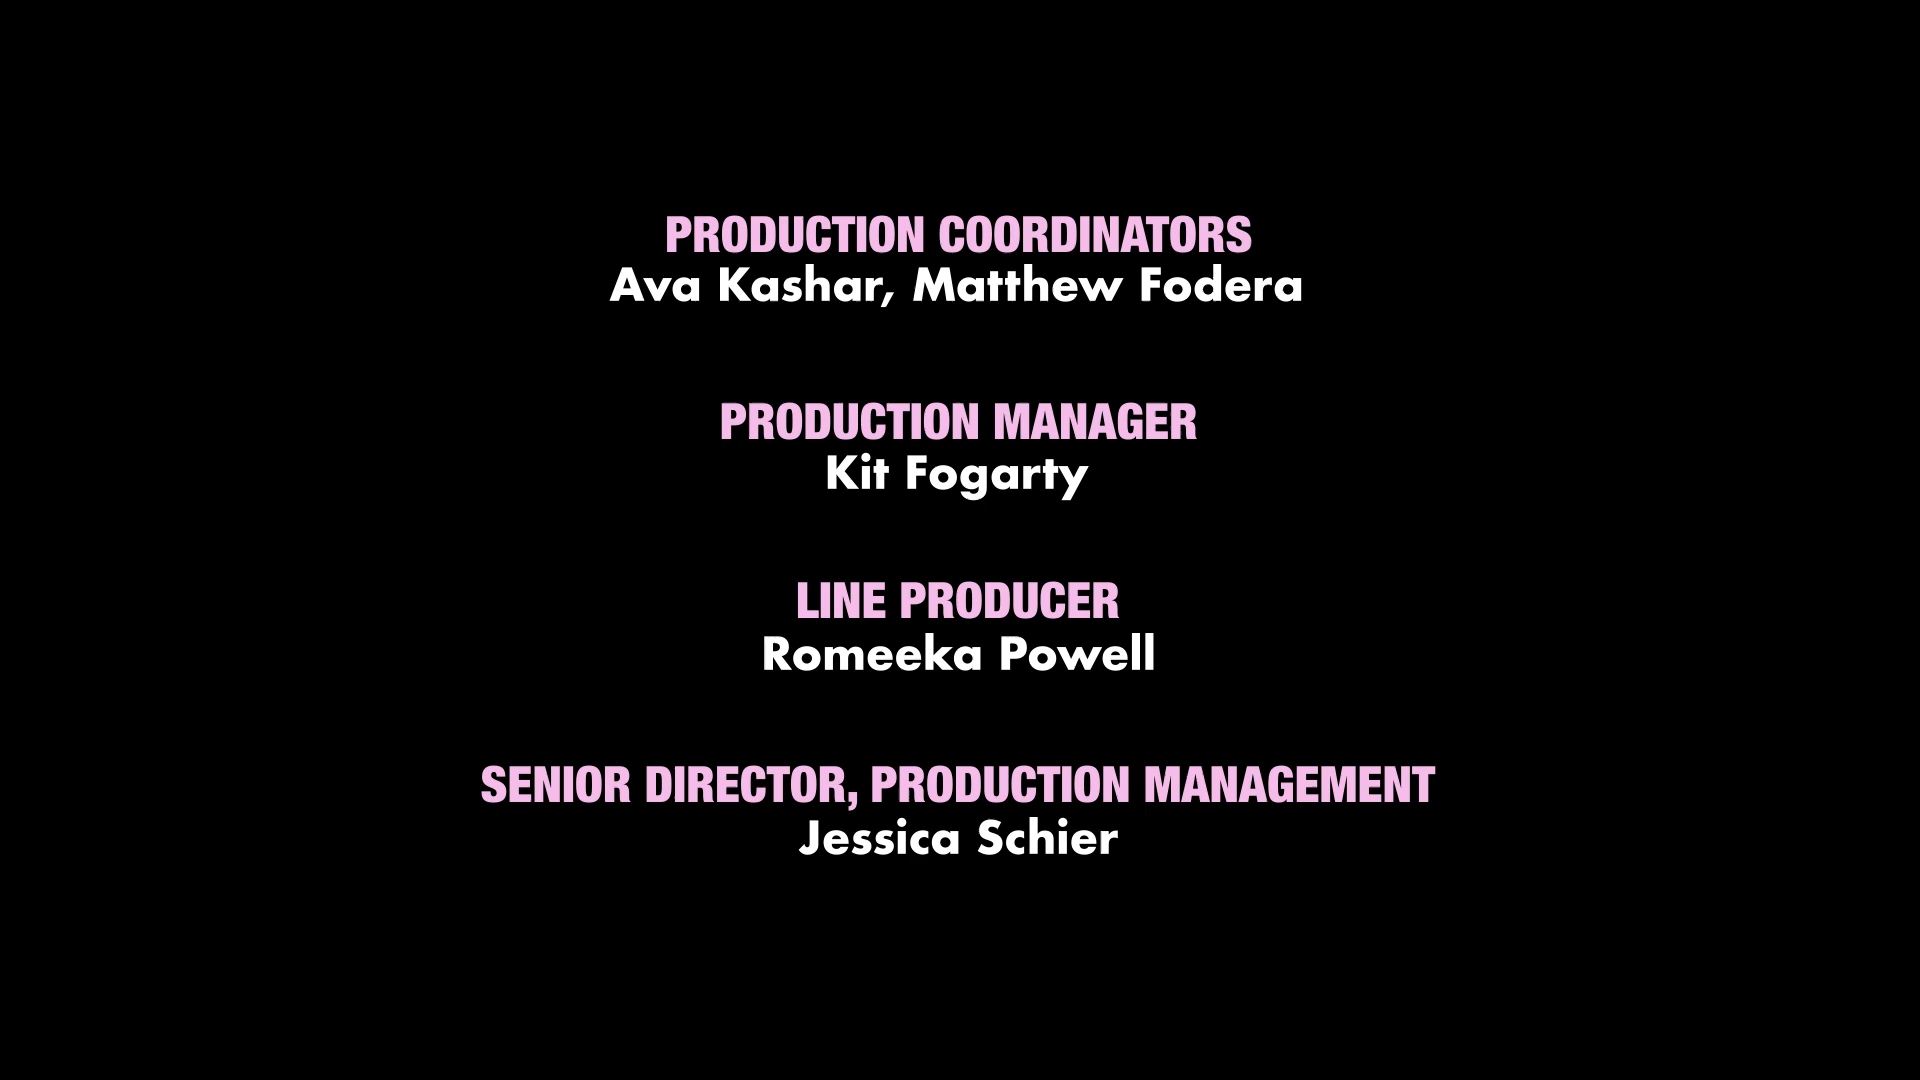 PRODUCTION COORDINATORS
Ava Kashar, Matthew Fodera
PRODUCTION MANAGER
Kit Fogarty
LINE PRODUCER
Romeeka Powell
SENIOR DIRECTOR, PRODUCTION MANAGEMENT
Jessica Schier